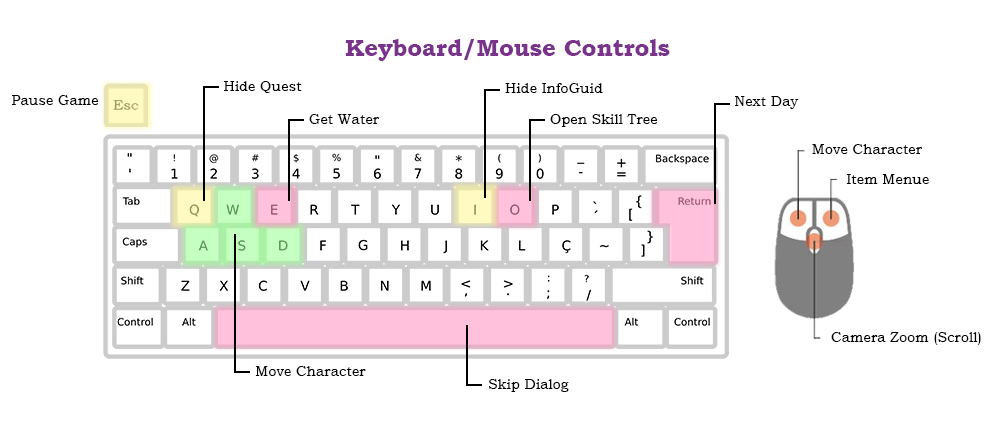 Keyboard/Mouse Controls
Hide Quest
Hide InfoGuid
Pause Game
Esc
Next Day
Get Water
Open Skill Tree
" ! @ # $ % " & * ( ) _ +
' 1 2 3 4 5 6 7 8 9 0 - = Backspace
Tab Q W E R T Y U I O P ` { [ Return
Caps A S D F G H J K L Ç ~ } ]
Shift Z X C V B N M < , > . : ; ? / Shift
Control Alt Alt Control
Move Character
Skip Dialog
Move Character
Item Menue
Camera Zoom (Scroll)